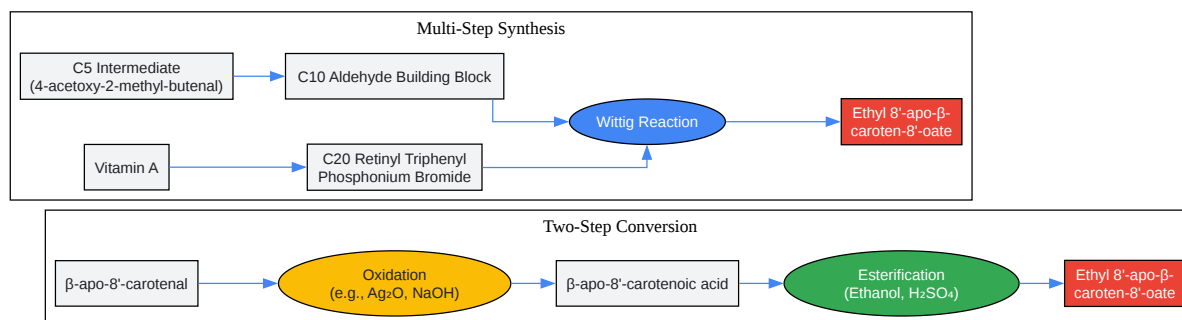 Multi-Step Synthesis
C5 Intermediate
(4-acetoxy-2-methyl-butenal)
C10 Aldehyde Building Block
Wittig Reaction
Ethyl 8'-apo-β-
caroten-8'-oate
Vitamin A
C20 Retinyl Triphenyl
Phosphonium Bromide
Two-Step Conversion
β-apo-8'-carotenal
Oxidation
(e.g., Ag₂O, NaOH)
β-apo-8'-carotenoic acid
Esterification
(Ethanol, H₂SO₄)
Ethyl 8'-apo-β-
caroten-8'-oate